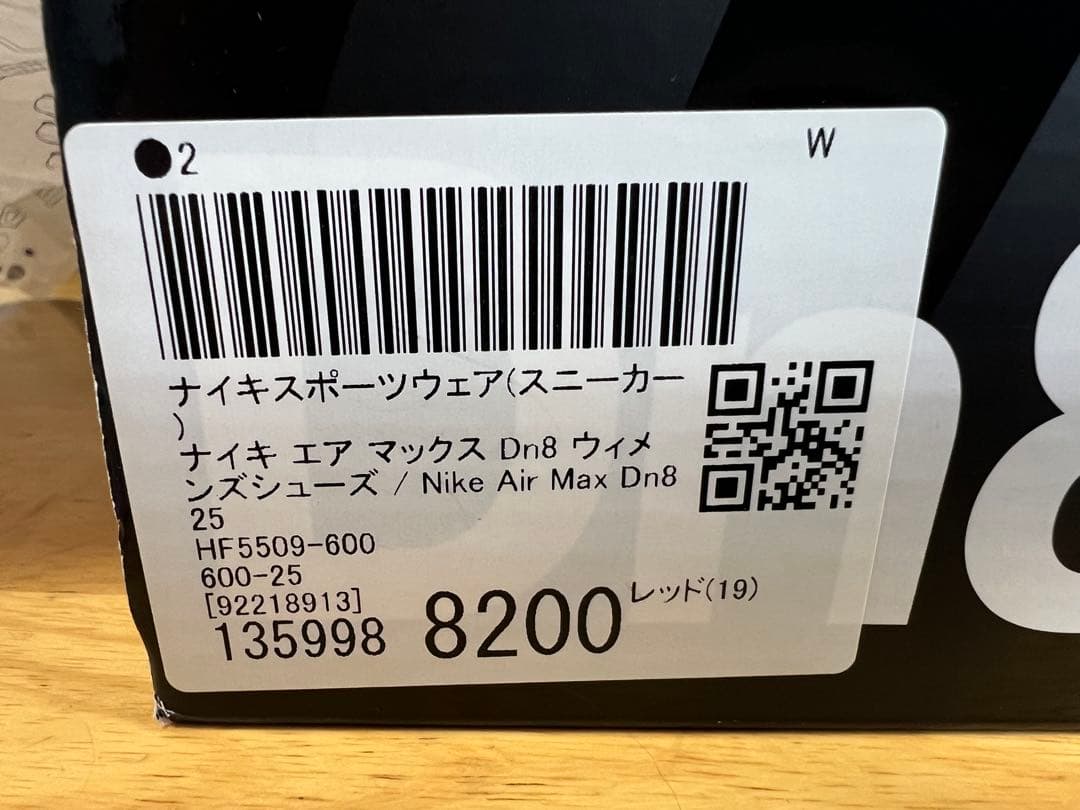 ●2
W
ナイキスポーツウェア(スニーカー
)
ナイキ エア マックス Dn8 ウィメ
ンズシューズ / Nike Air Max Dn8
25
HF5509-600
600-25
[92218913]
135998 8200 レッド(19)
Dn8